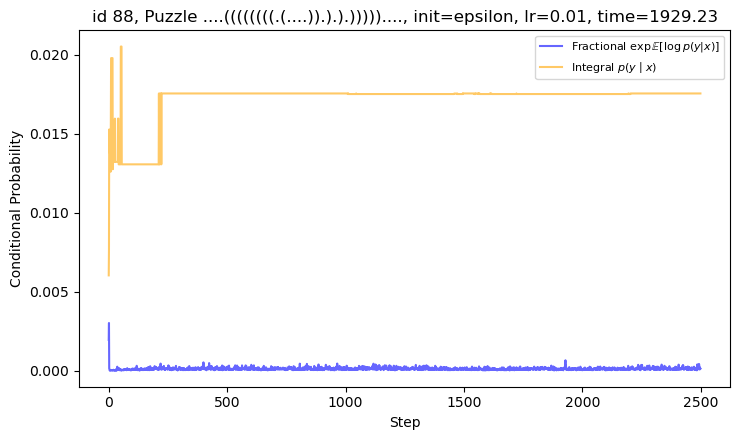 id 88, Puzzle ....((((((((.(....)).).).)))))...., init=epsilon, lr=0.01, time=1929.23
Fractional exp𝔼[log p(y|x)]
Integral p(y | x)
Conditional Probability
0.020
0.015
0.010
0.005
0.000
0 500 1000 1500 2000 2500
Step